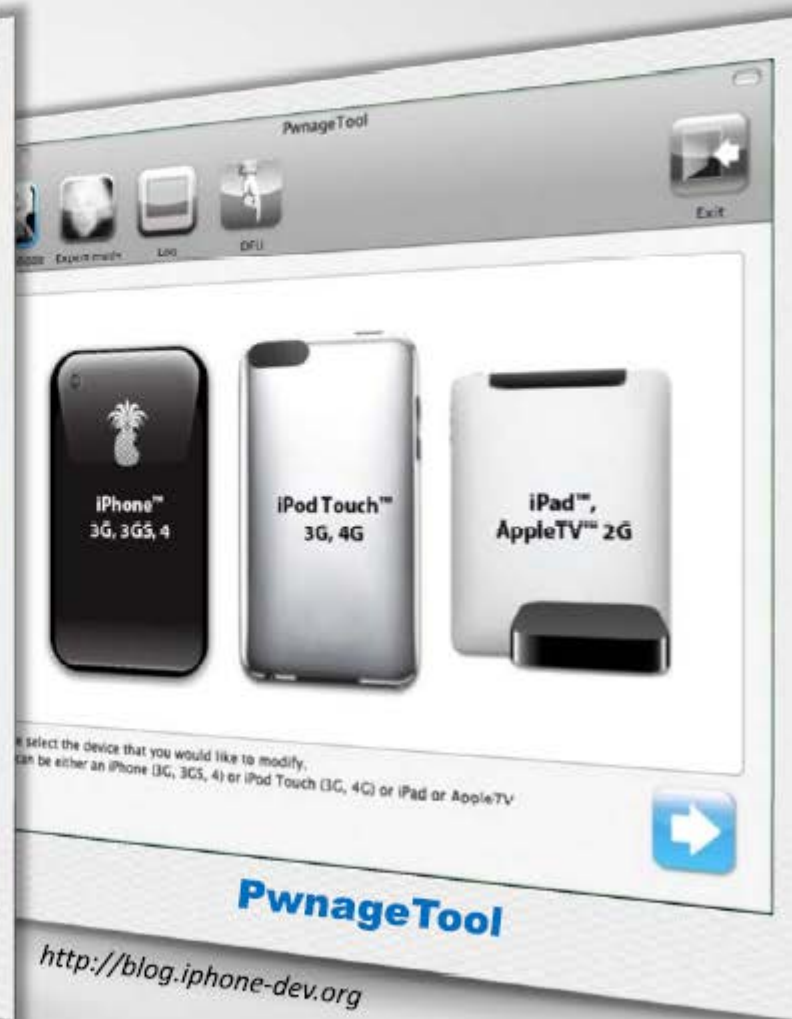 PwnageTool
Expert mode
Log
DFU
Exit
iPhone™
3G, 3GS, 4
iPod Touch™
3G, 4G
iPad™,
AppleTV™ 2G
select the device that you would like to modify.
can be either an iPhone (3G, 3GS, 4) or iPod Touch (3G, 4G) or iPad or AppleTV
PwnageTool
http://blog.iphone-dev.org